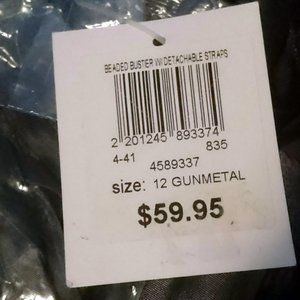 BEADED BUSTIER W/DETACHABLE STRAPS
2 201245 893374
4-41 835
4589337
size: 12 GUNMETAL
$59.95